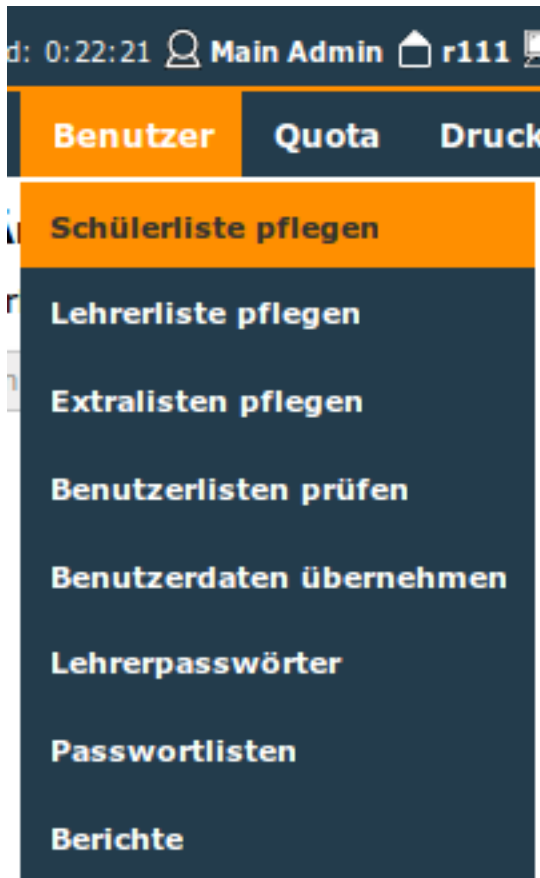 d: 0:22:21 Main Admin r111
Benutzer Quota Druck
Schülerliste pflegen
Lehrerliste pflegen
Extralisten pflegen
Benutzerlisten prüfen
Benutzerdaten übernehmen
Lehrerpasswörter
Passwortlisten
Berichte